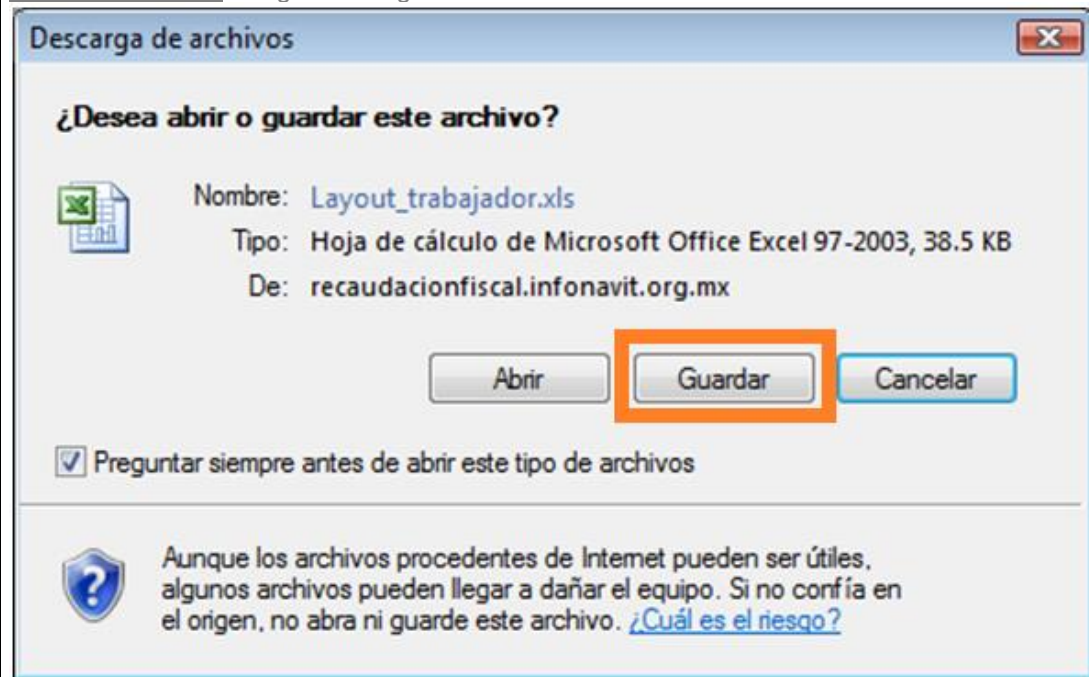 Descarga de archivos
¿Desea abrir o guardar este archivo?
Nombre: Layout_trabajador.xls
Tipo: Hoja de cálculo de Microsoft Office Excel 97-2003, 38.5 KB
De: recaudacionfiscal.infonavit.org.mx
Abrir Guardar Cancelar
Preguntar siempre antes de abrir este tipo de archivos
Aunque los archivos procedentes de Internet pueden ser útiles,
algunos archivos pueden llegar a dañar el equipo. Si no confía en
el origen, no abra ni guarde este archivo. ¿Cuál es el riesgo?